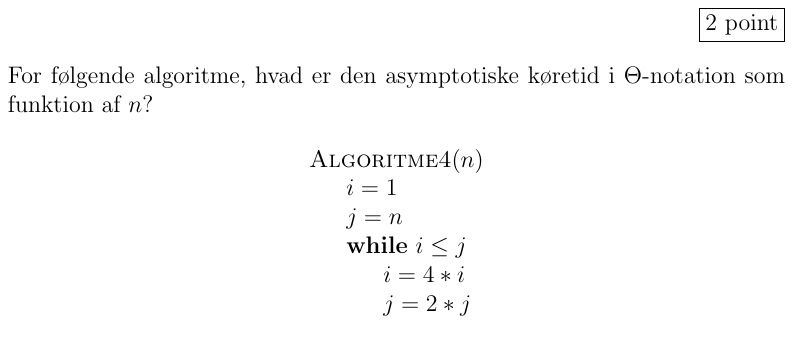 2 point
For følgende algoritme, hvad er den asymptotiske køretid i Θ-notation som
funktion af n?
Algoritme4(n)
i = 1
j = n
while i ≤ j
i = 4 * i
j = 2 * j